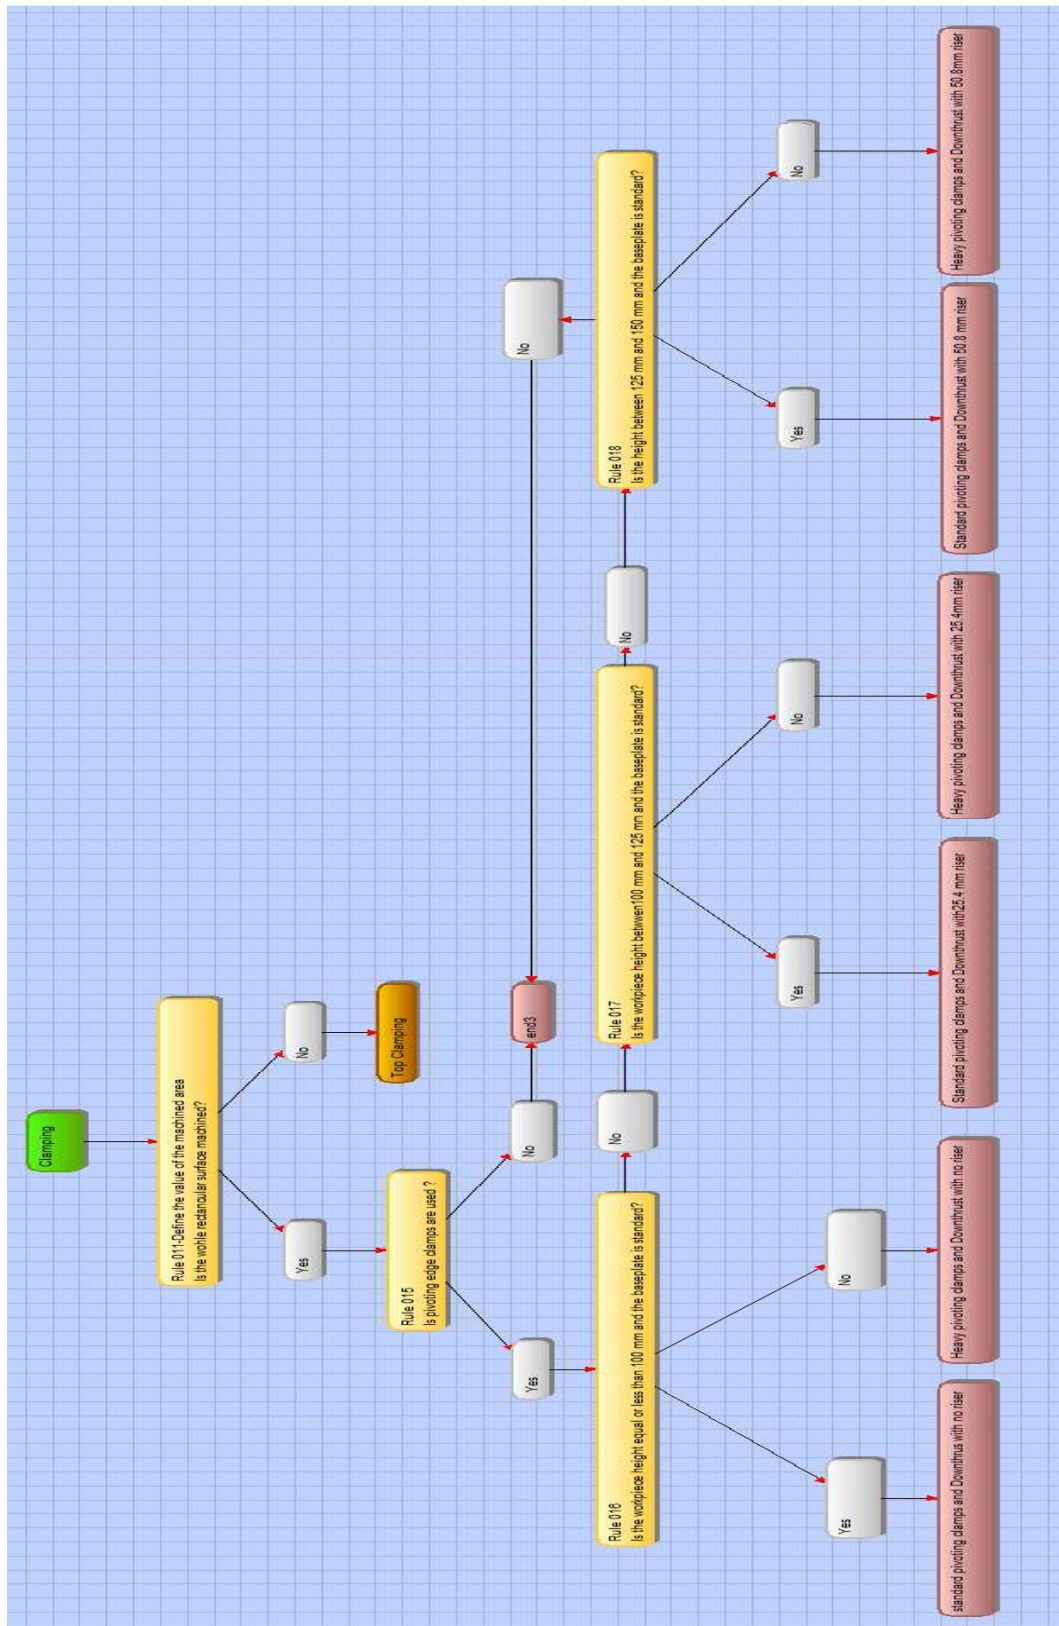 Clamping
Rule 011-Define the value of the machined area
Is the wohle rectancular surface machined?
Yes
No
Top Clamping
Rule 015
Is pivoting edge clamps are used ?
Yes
No
end3
No
Rule 016
Is the workpiece height equal or less than 100 mm and the baseplate is standard?
No
Rule 017
Is the workpiece height betwwen100 mm and 125 mm and the baseplate is standard?
No
Rule 018
Is the height between 125 mm and 150 mm and the baseplate is standard?
Yes
No
Yes
No
Yes
No
standard pivoting clamps and Downthrus with no riser
Heavy pivoting clamps and Downthrust with no riser
Standard pivoting clamps and Downthrust with25.4 mm riser
Heavy pivoting clamps and Downthrust with 25.4mm riser
Standard pivoting clamps and Downthrust with 50.8 mm riser
Heavy pivoting clamps and Downthrust with 50.8mm riser